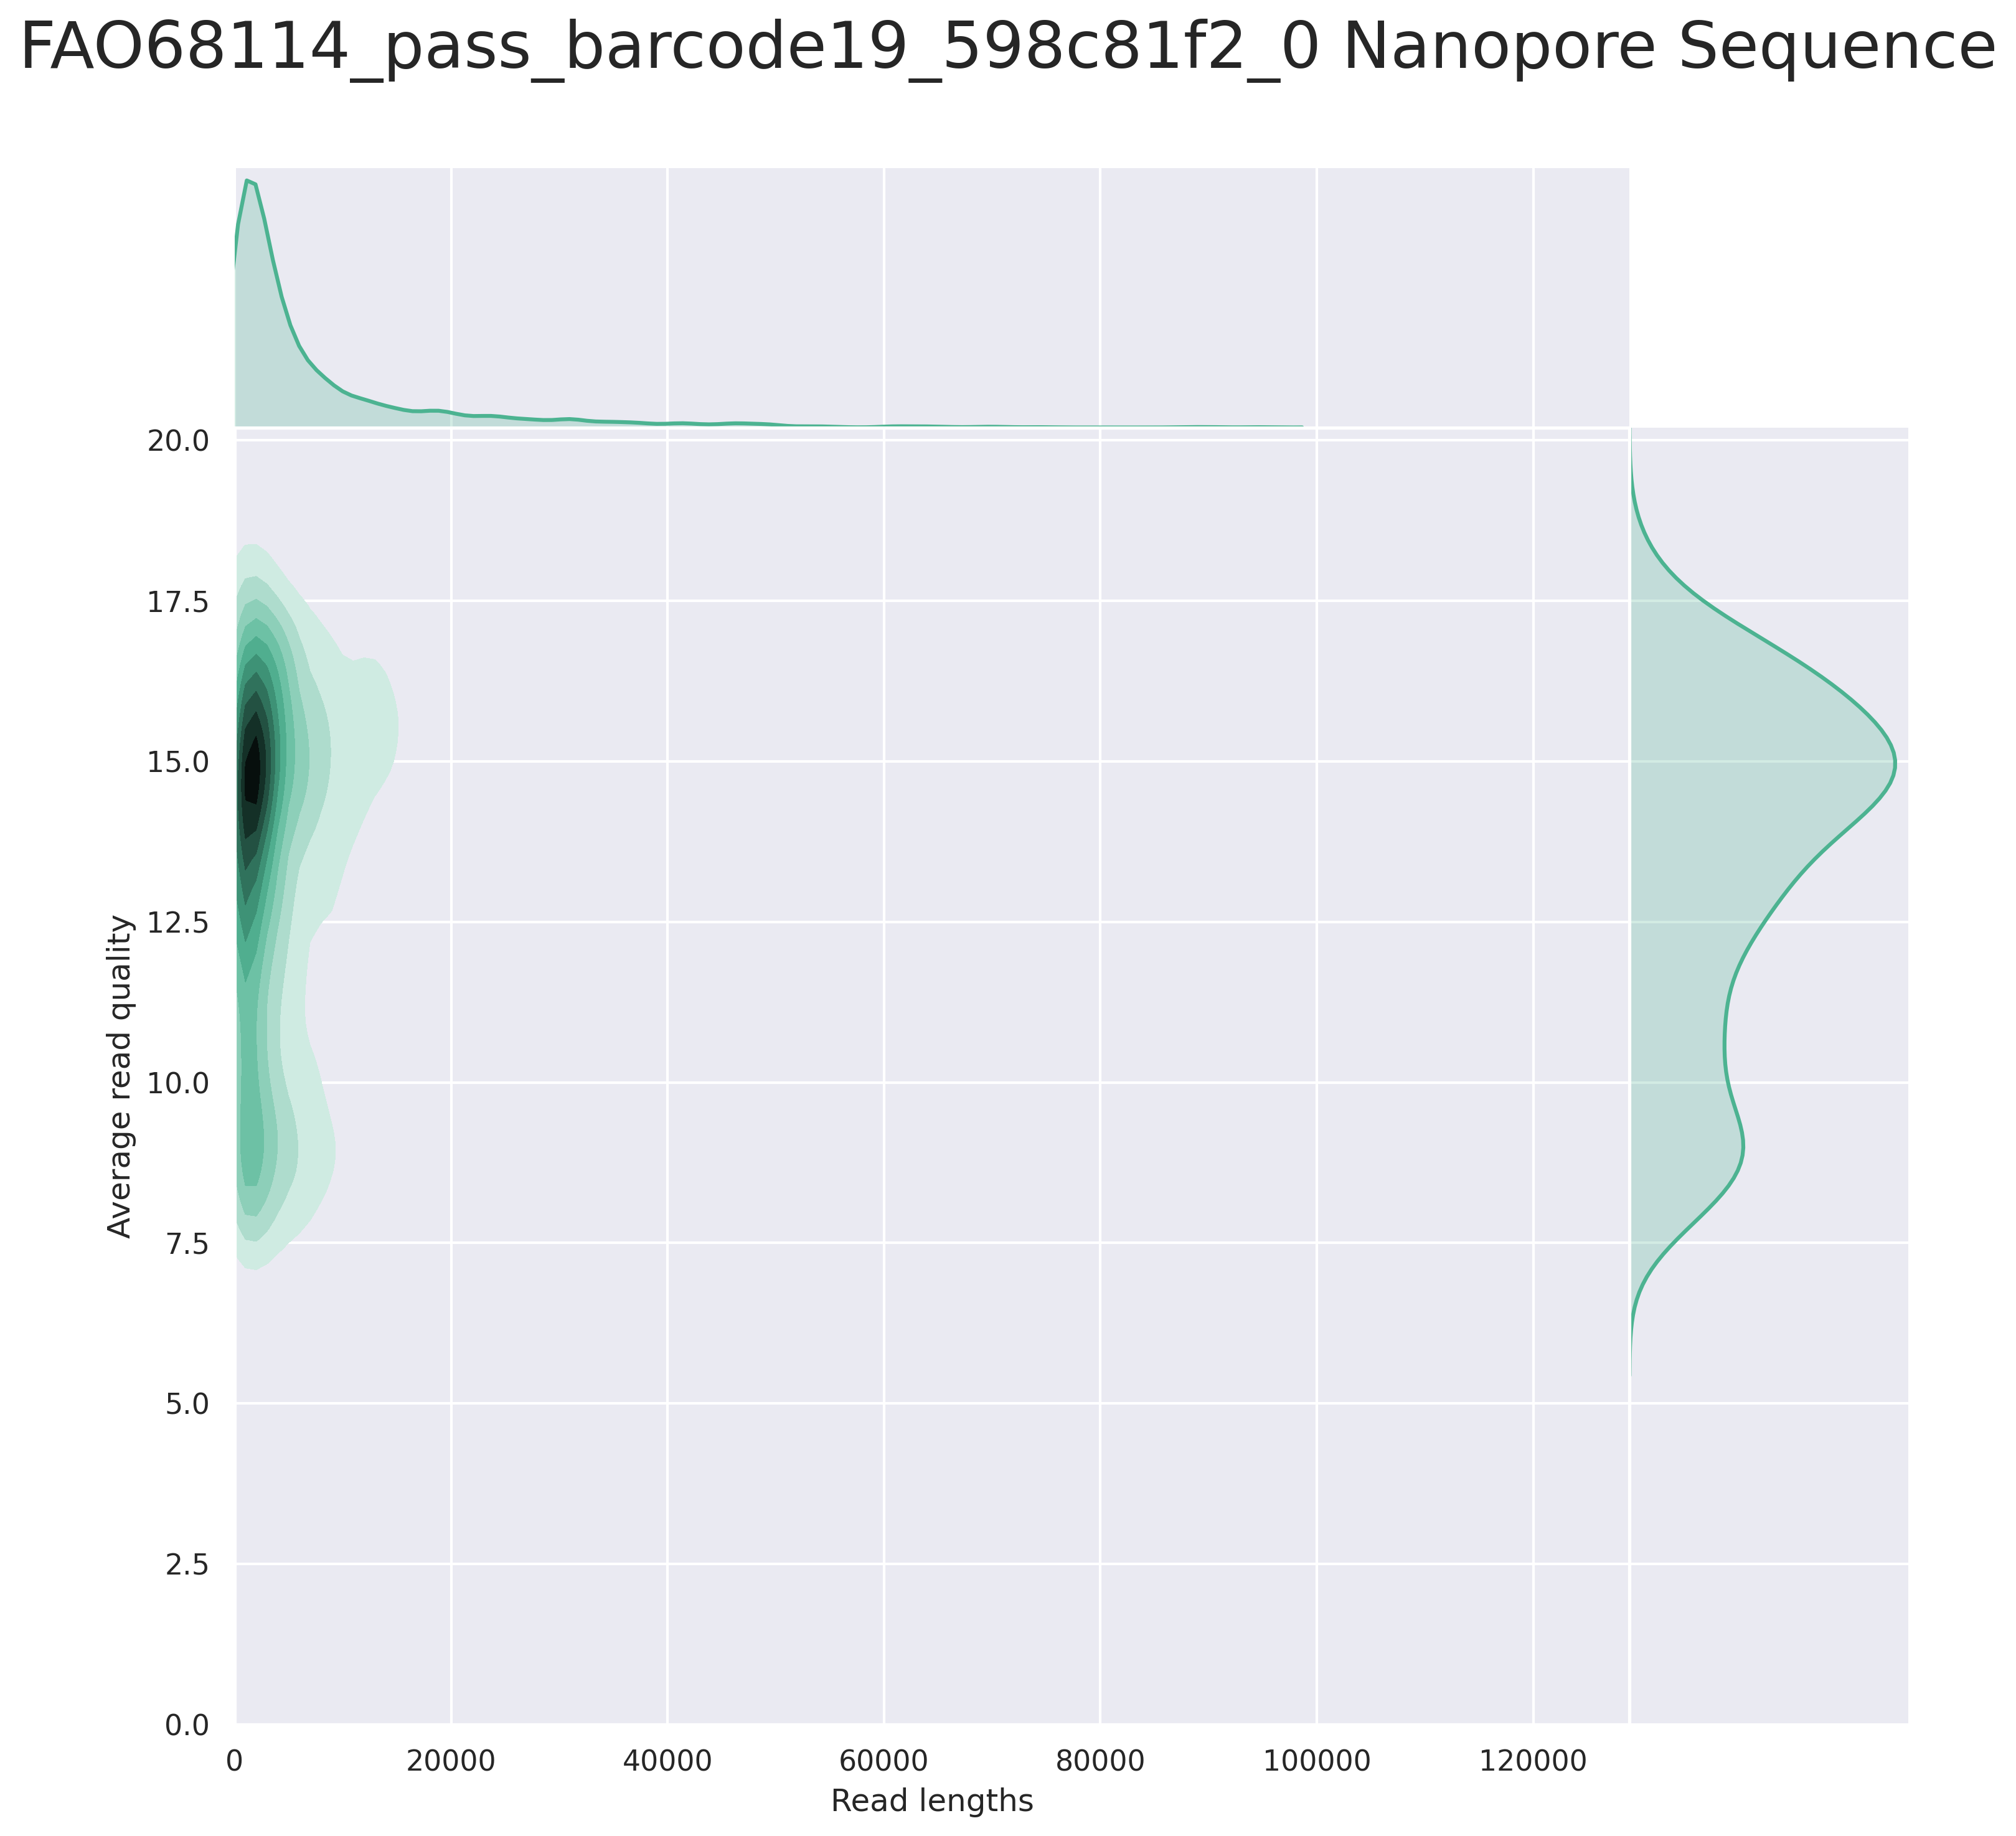 FAO68114_pass_barcode19_598c81f2_0 Nanopore Sequence
20.0
17.5
15.0
12.5
10.0
7.5
5.0
2.5
0.0
Average read quality
0 20000 40000 60000 80000 100000 120000
Read lengths